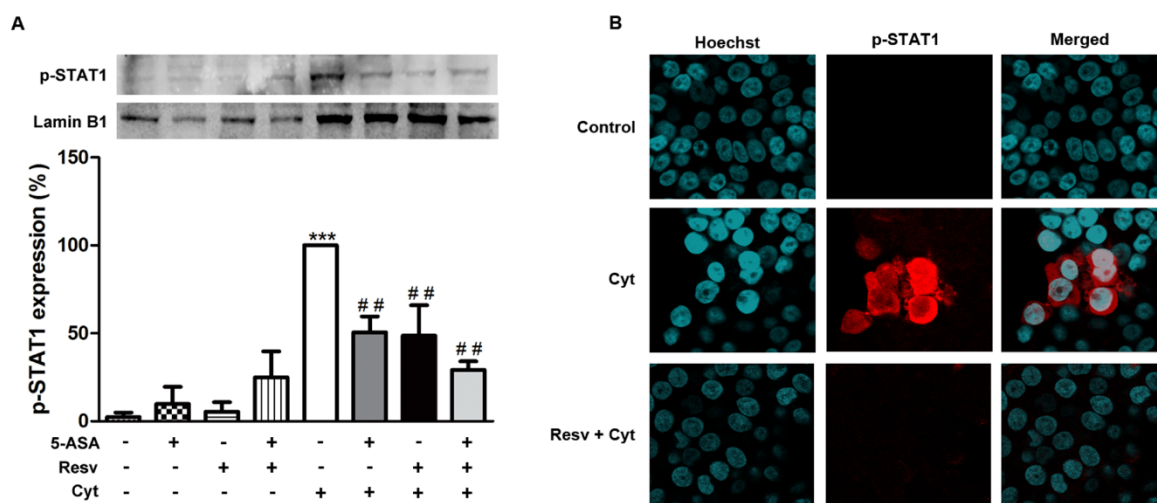 A
p-STAT1
Lamin B1
p-STAT1 expression (%)
150
100
50
0
***
# #
# #
# #
5-ASA - + - + - + - +
Resv - - + + - - + +
Cyt - - - - + + + +
B
Hoechst p-STAT1 Merged
Control
Cyt
Resv + Cyt